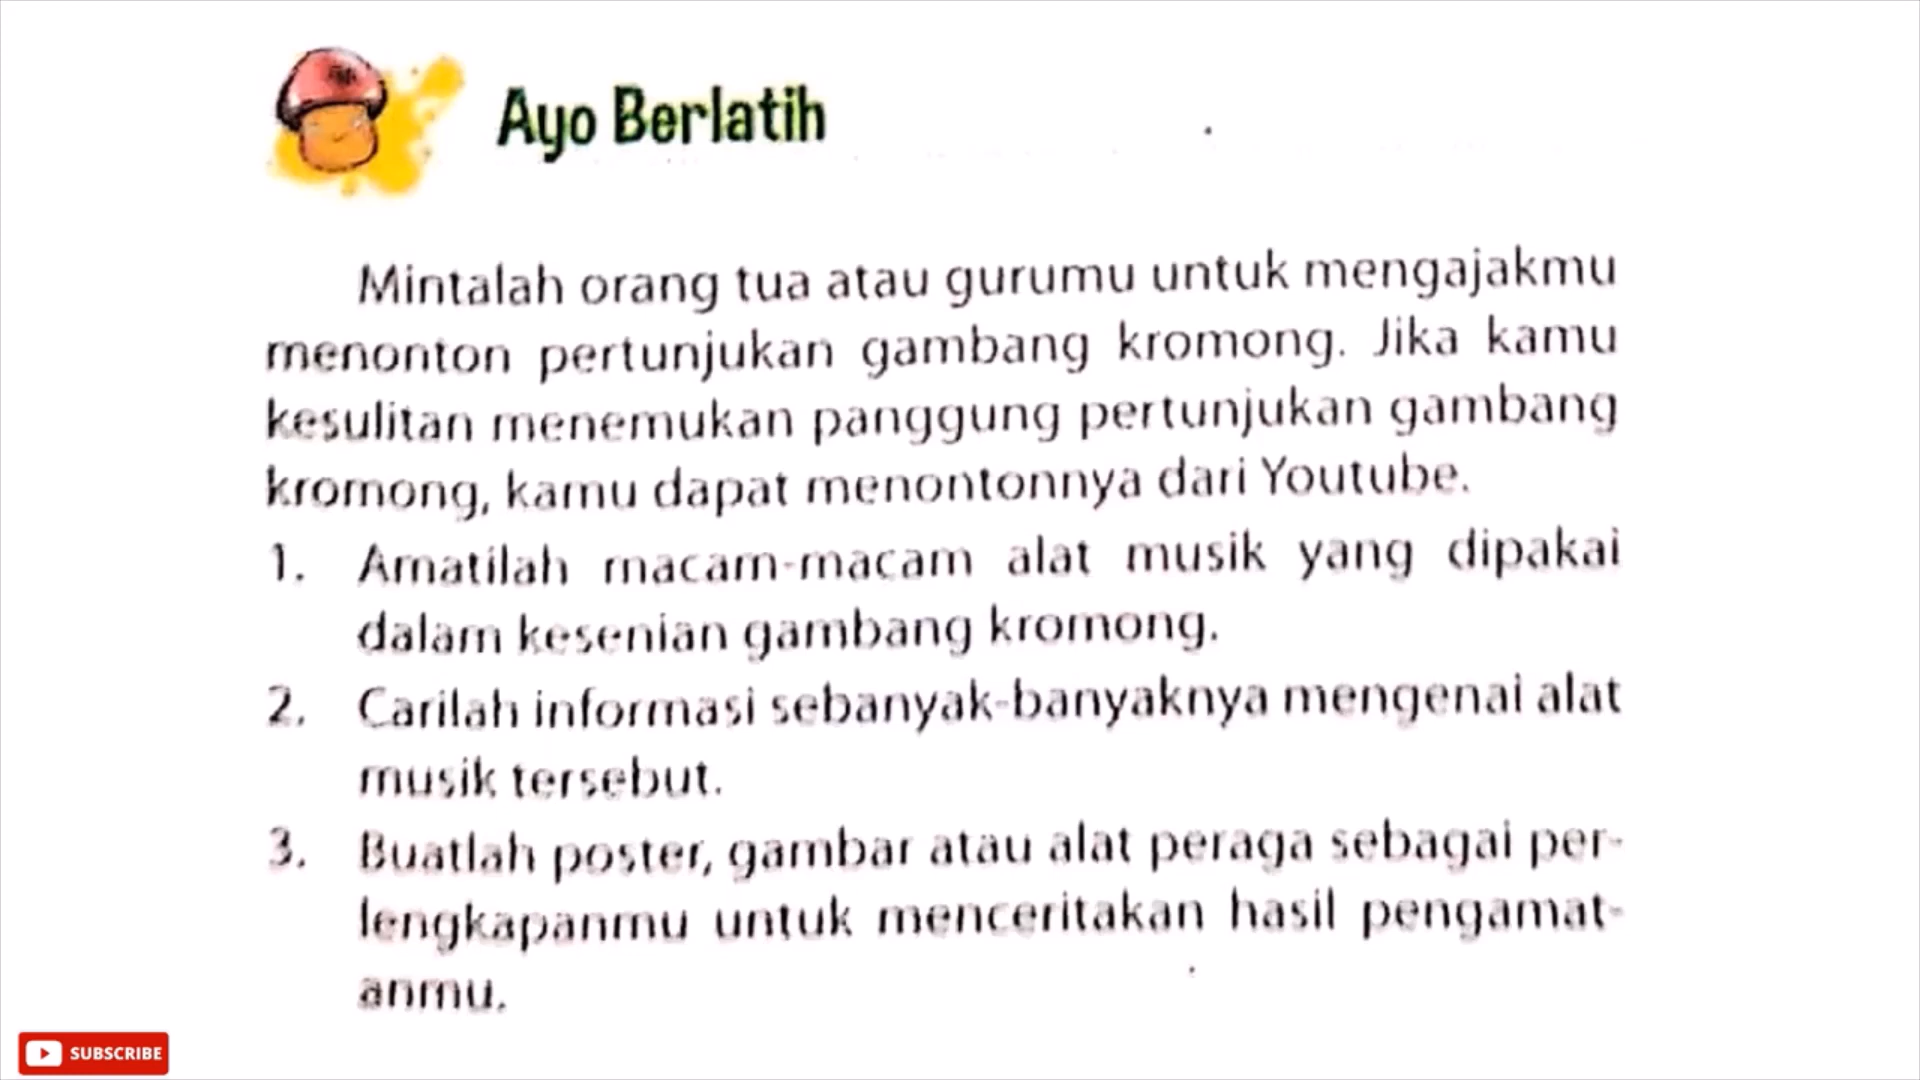 Ayo Berlatih
Mintalah orang tua atau gurumu untuk mengajakmu
menonton pertunjukan gambang kromong. Jika kamu
kesulitan menemukan panggung pertunjukan gambang
kromong, kamu dapat menontonnya dari Youtube.
1. Amatilah macam-macam alat musik yang dipakai
dalam kesenian gambang kromong.
2. Carilah informasi sebanyak-banyaknya mengenai alat
musik tersebut.
3. Buatlah poster, gambar atau alat peraga sebagai per-
lengkapanmu untuk menceritakan hasil pengamat-
anmu.
SUBSCRIBE